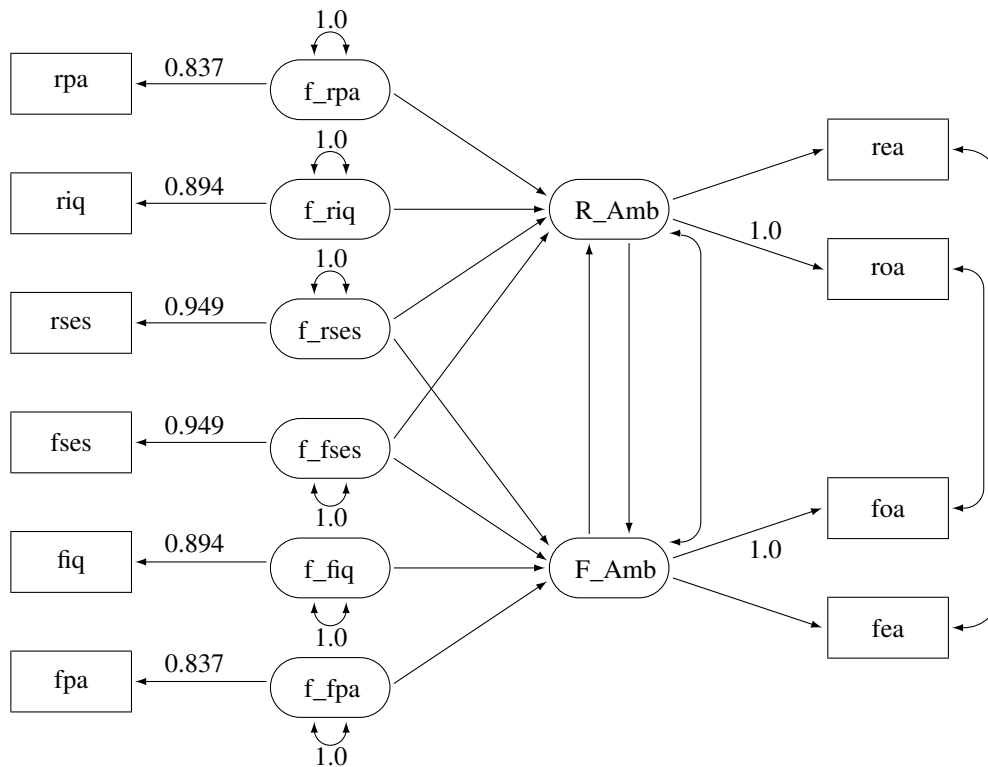 1.0
rpa
0.837
f_rpa
1.0
rea
riq
0.894
f_riq
R_Amb
1.0
1.0
roa
rses
0.949
f_rses
fses
0.949
f_fses
1.0
foa
fiq
0.894
f_fiq
F_Amb
1.0
1.0
fea
fpa
0.837
f_fpa
1.0